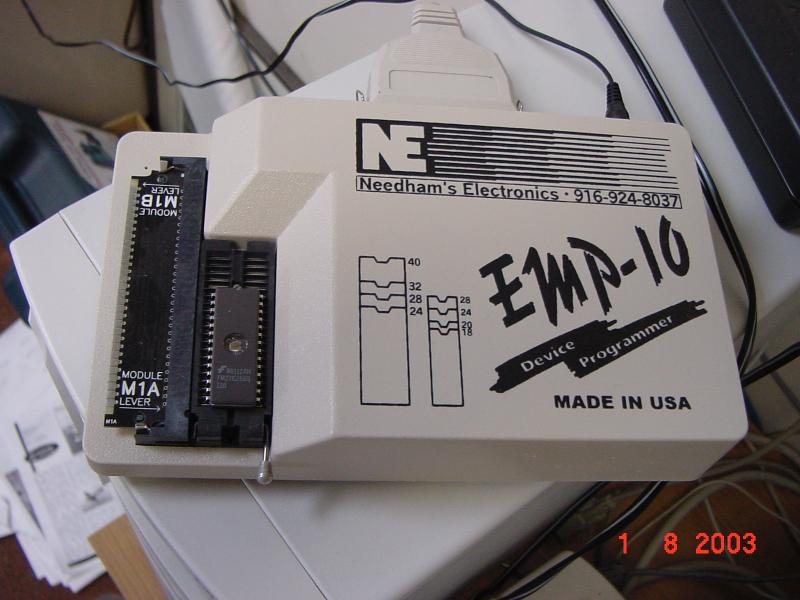 NE
Needham's Electronics · 916-924-8037
EMP-10
Device Programmer
MADE IN USA
40
32
28
24
28
24
20
18
MODULE
M1B
LEVER
MODULE
M1A
LEVER
M1A
1 8 2003